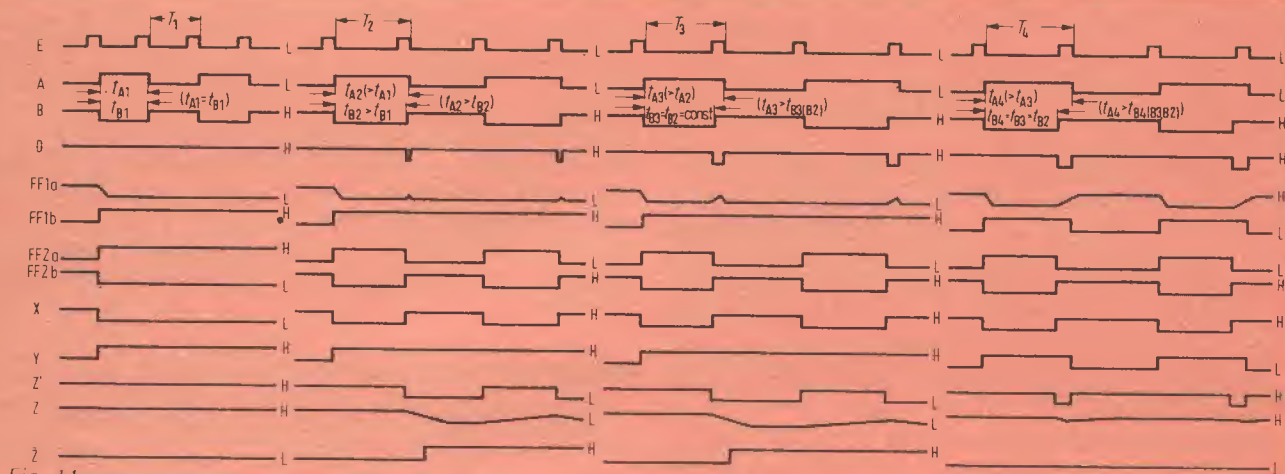 T1 T2 T3 T4
E L L L L
A tA1 L tA2(>tA1) L tA3(>tA2) L tA4(>tA3) L
(tA1=tB1) (tA2>tB2) (tA3>tB3(B2)) (tA4>tB4(B3B2))
B tB1 H tB2>tB1 H tB3=tB2=const H tB4=tB3=tB2 H
D H H H H
FF1a L L L H
FF1b H H H L
FF2a H L L L
FF2b L H H H
X L H H H
Y H H H L
Z' H L L H
Z H L L H
Ż L H H L